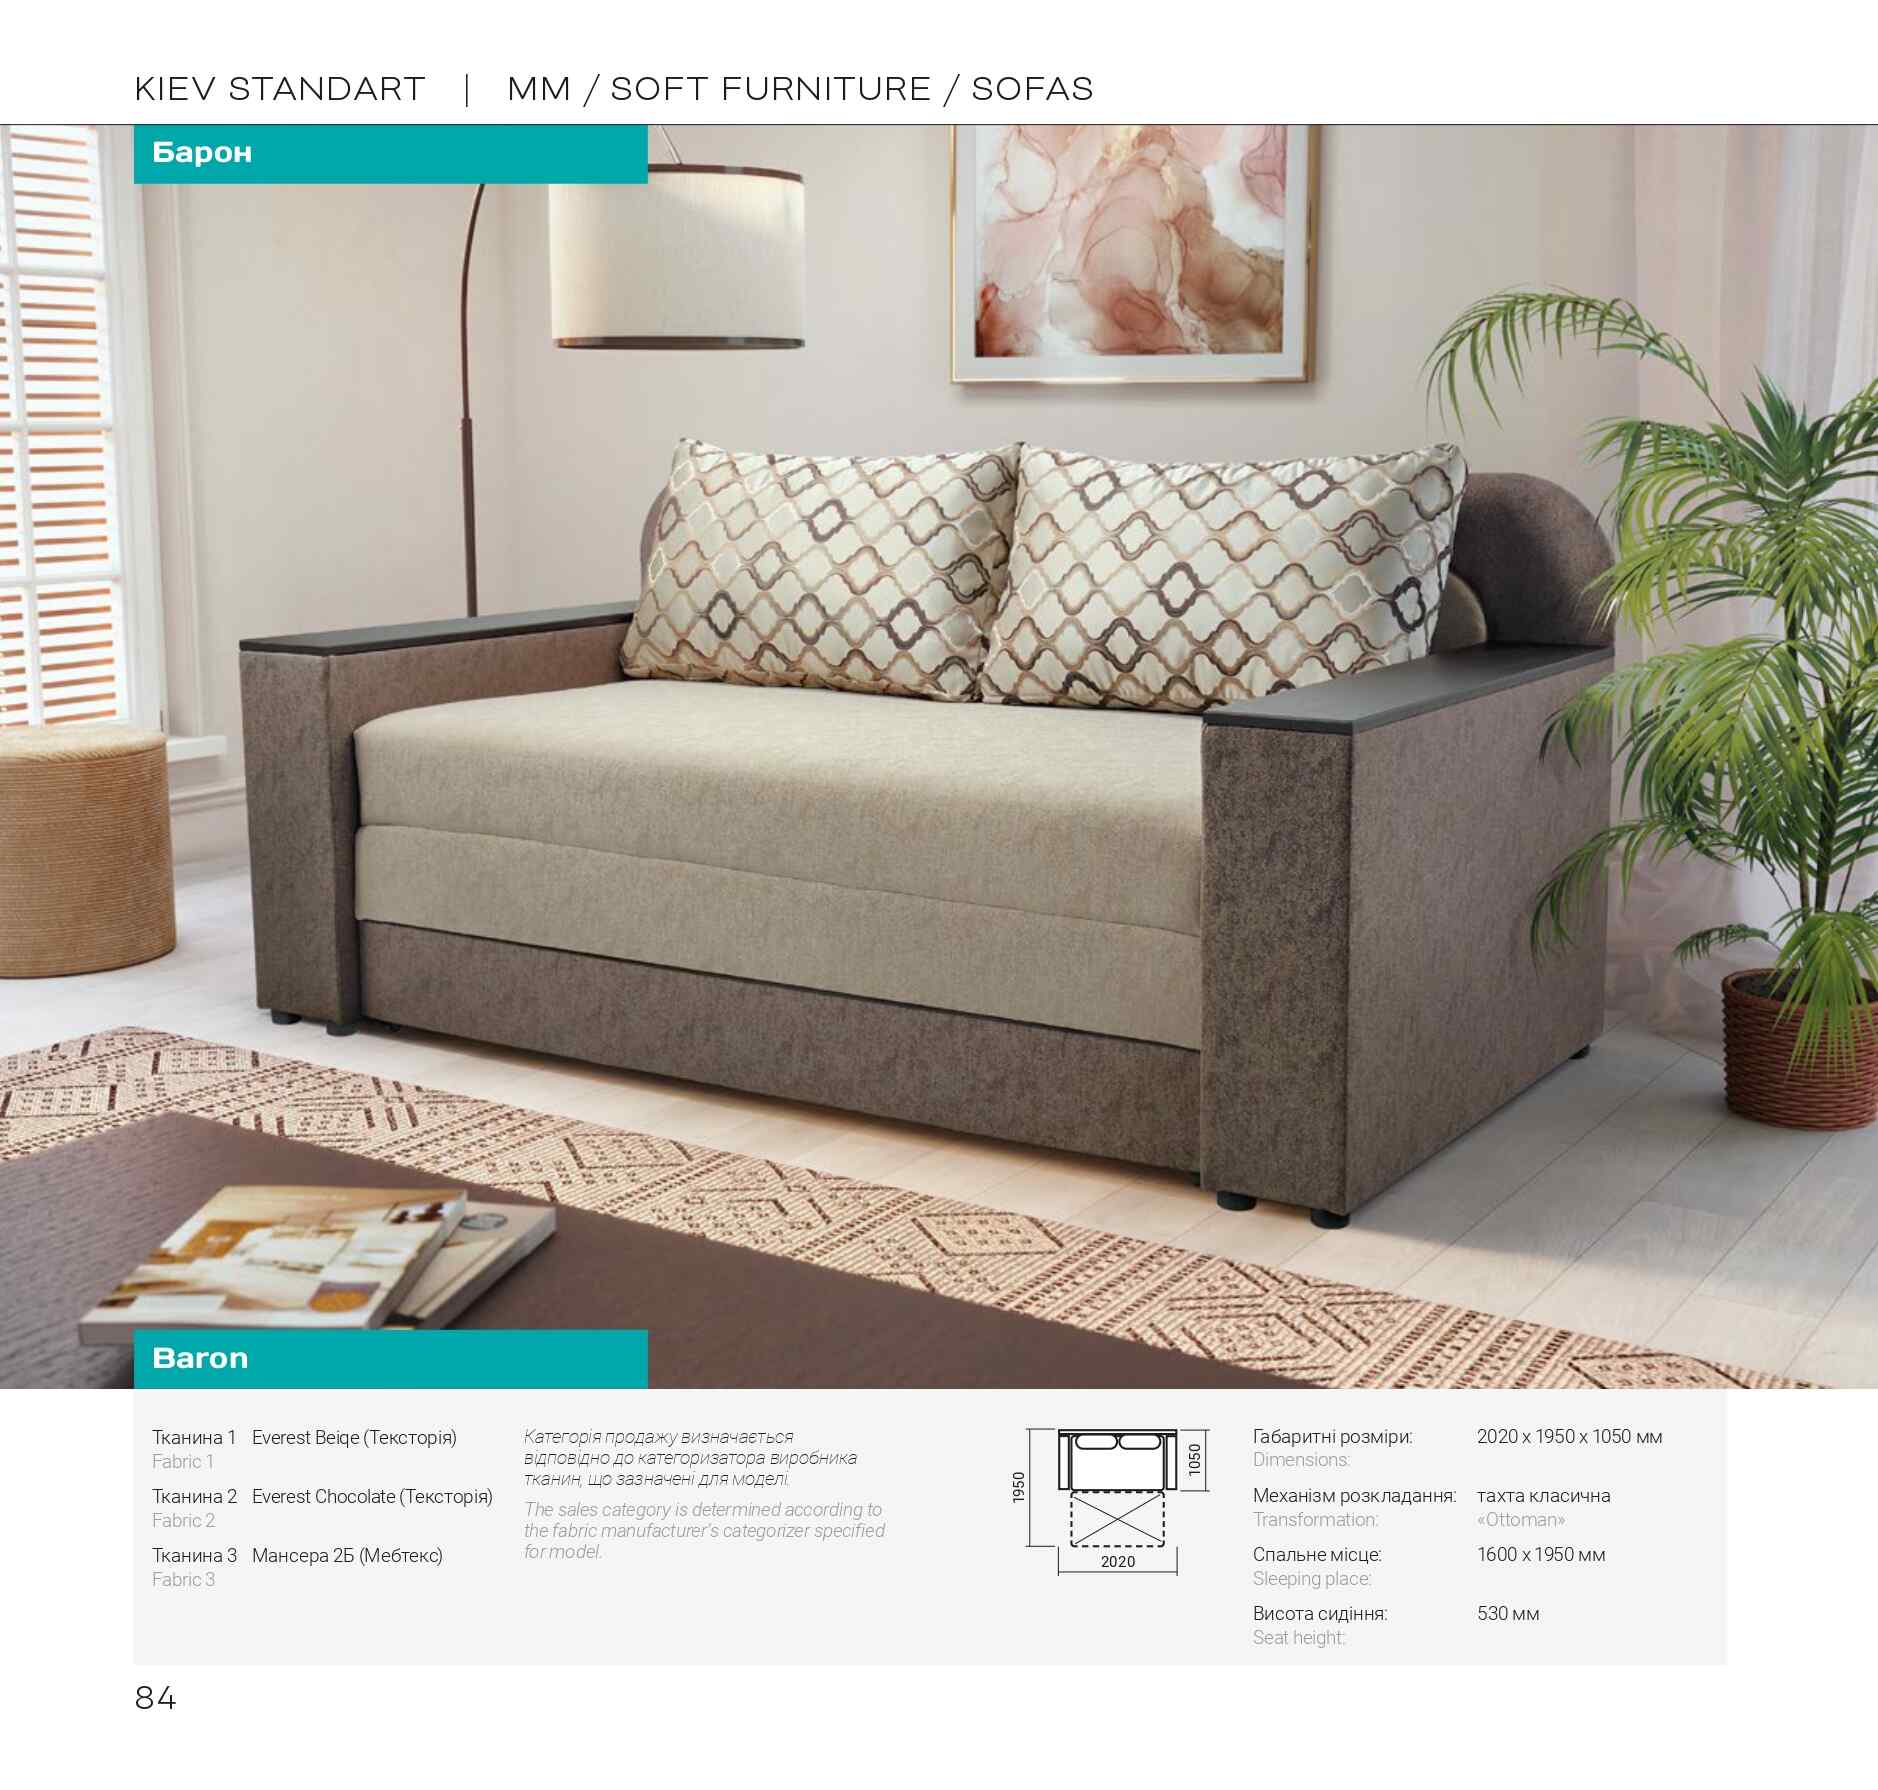 KIEV STANDART | MM / SOFT FURNITURE / SOFAS
Барон
Baron
Тканина 1 Everest Beiqe (Тексторія)
Fabric 1
Тканина 2 Everest Chocolate (Тексторія)
Fabric 2
Тканина 3 Мансера 2Б (Мебтекс)
Fabric 3
Категорія продажу визначається
відповідно до категоризатора виробника
тканин, що зазначені для моделі.
The sales category is determined according to
the fabric manufacturer's categorizer specified
for model.
1950
1050
2020
Габаритні розміри: 2020 x 1950 x 1050 мм
Dimensions:
Механізм розкладання: тахта класична
Transformation: «Ottoman»
Спальне місце: 1600 x 1950 мм
Sleeping place:
Висота сидіння: 530 мм
Seat height:
84